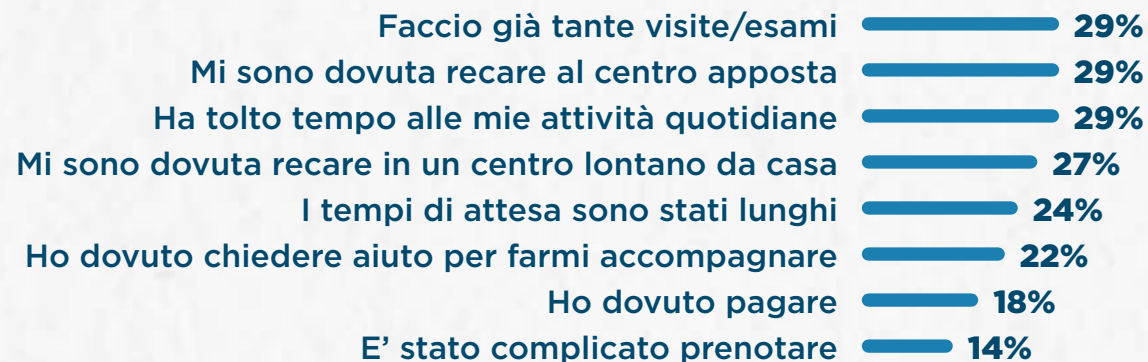 Faccio già tante visite/esami 29%
Mi sono dovuta recare al centro apposta 29%
Ha tolto tempo alle mie attività quotidiane 29%
Mi sono dovuta recare in un centro lontano da casa 27%
I tempi di attesa sono stati lunghi 24%
Ho dovuto chiedere aiuto per farmi accompagnare 22%
Ho dovuto pagare 18%
E' stato complicato prenotare 14%